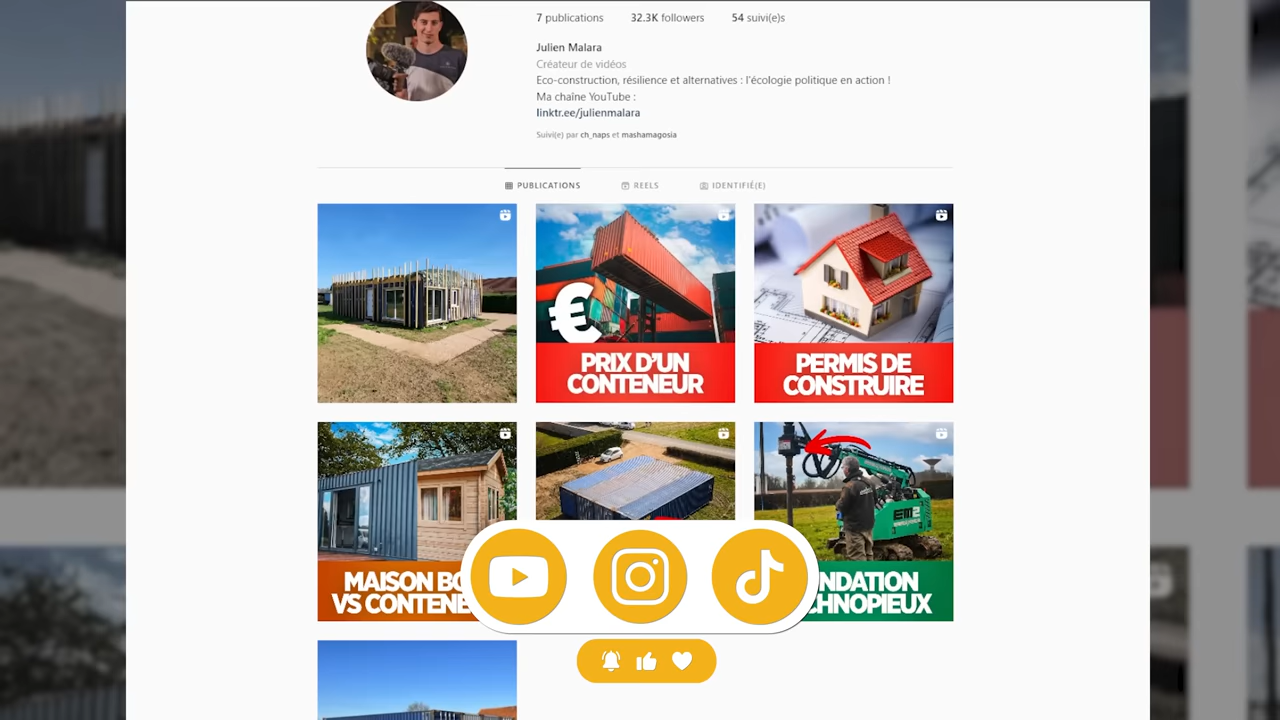 7 publications 32.3K followers 54 suivi(e)s
Julien Malara
Créateur de vidéos
Eco-construction, résilience et alternatives : l'écologie politique en action !
Ma chaîne YouTube :
linktr.ee/julienmalara
Suivi(e) par ch_naps et mashamagosia
PUBLICATIONS REELS IDENTIFIÉ(E)
€
PRIX D'UN
CONTENEUR
PERMIS DE
CONSTRUIRE
MAISON BO
VS CONTENE
EM2
NDATION
CHNOPIEUX